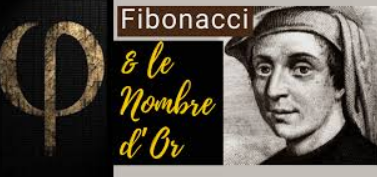 φ
Fibonacci
& le
Nombre
d'Or